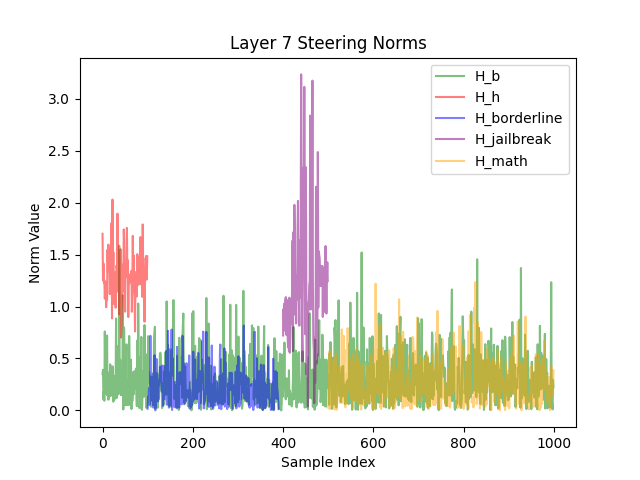 Layer 7 Steering Norms
H_b
H_h
H_borderline
H_jailbreak
H_math
Norm Value
3.0
2.5
2.0
1.5
1.0
0.5
0.0
0
200
400
600
800
1000
Sample Index